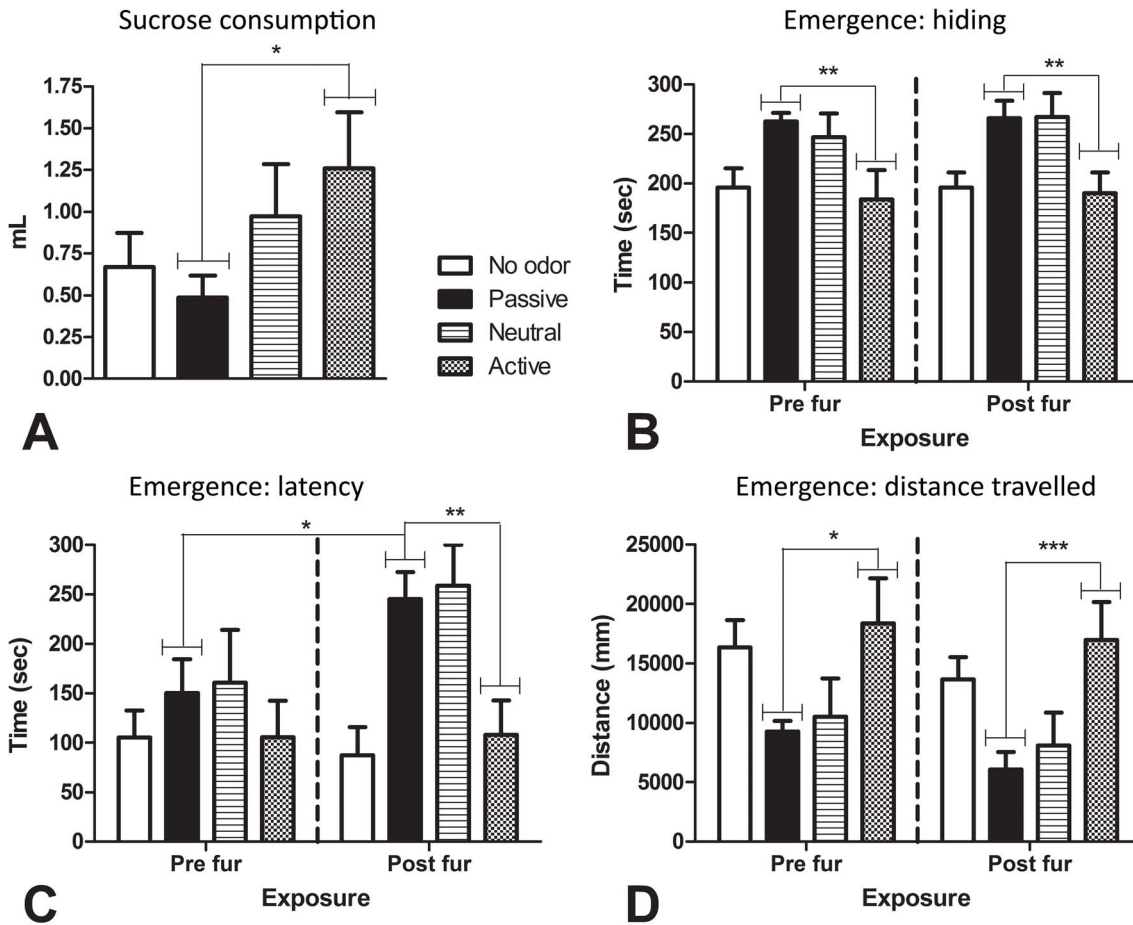 Sucrose consumption
*
1.75
1.50
1.25
1.00
0.75
0.50
0.25
0.00
mL
No odor
Passive
Neutral
Active
A
Emergence: hiding
**
**
300
250
200
150
100
50
0
Time (sec)
Pre fur
Post fur
Exposure
B
Emergence: latency
*
**
300
250
200
150
100
50
0
Time (sec)
Pre fur
Post fur
Exposure
C
Emergence: distance travelled
*
***
25000
20000
15000
10000
5000
0
Distance (mm)
Pre fur
Post fur
Exposure
D